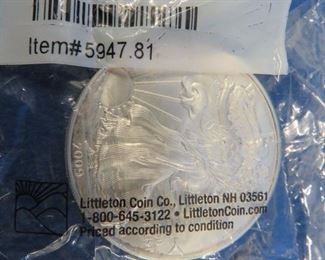 Item#5947.81
2009
Littleton Coin Co., Littleton NH 03561
1-800-645-3122 • LittletonCoin.com
Priced according to condition